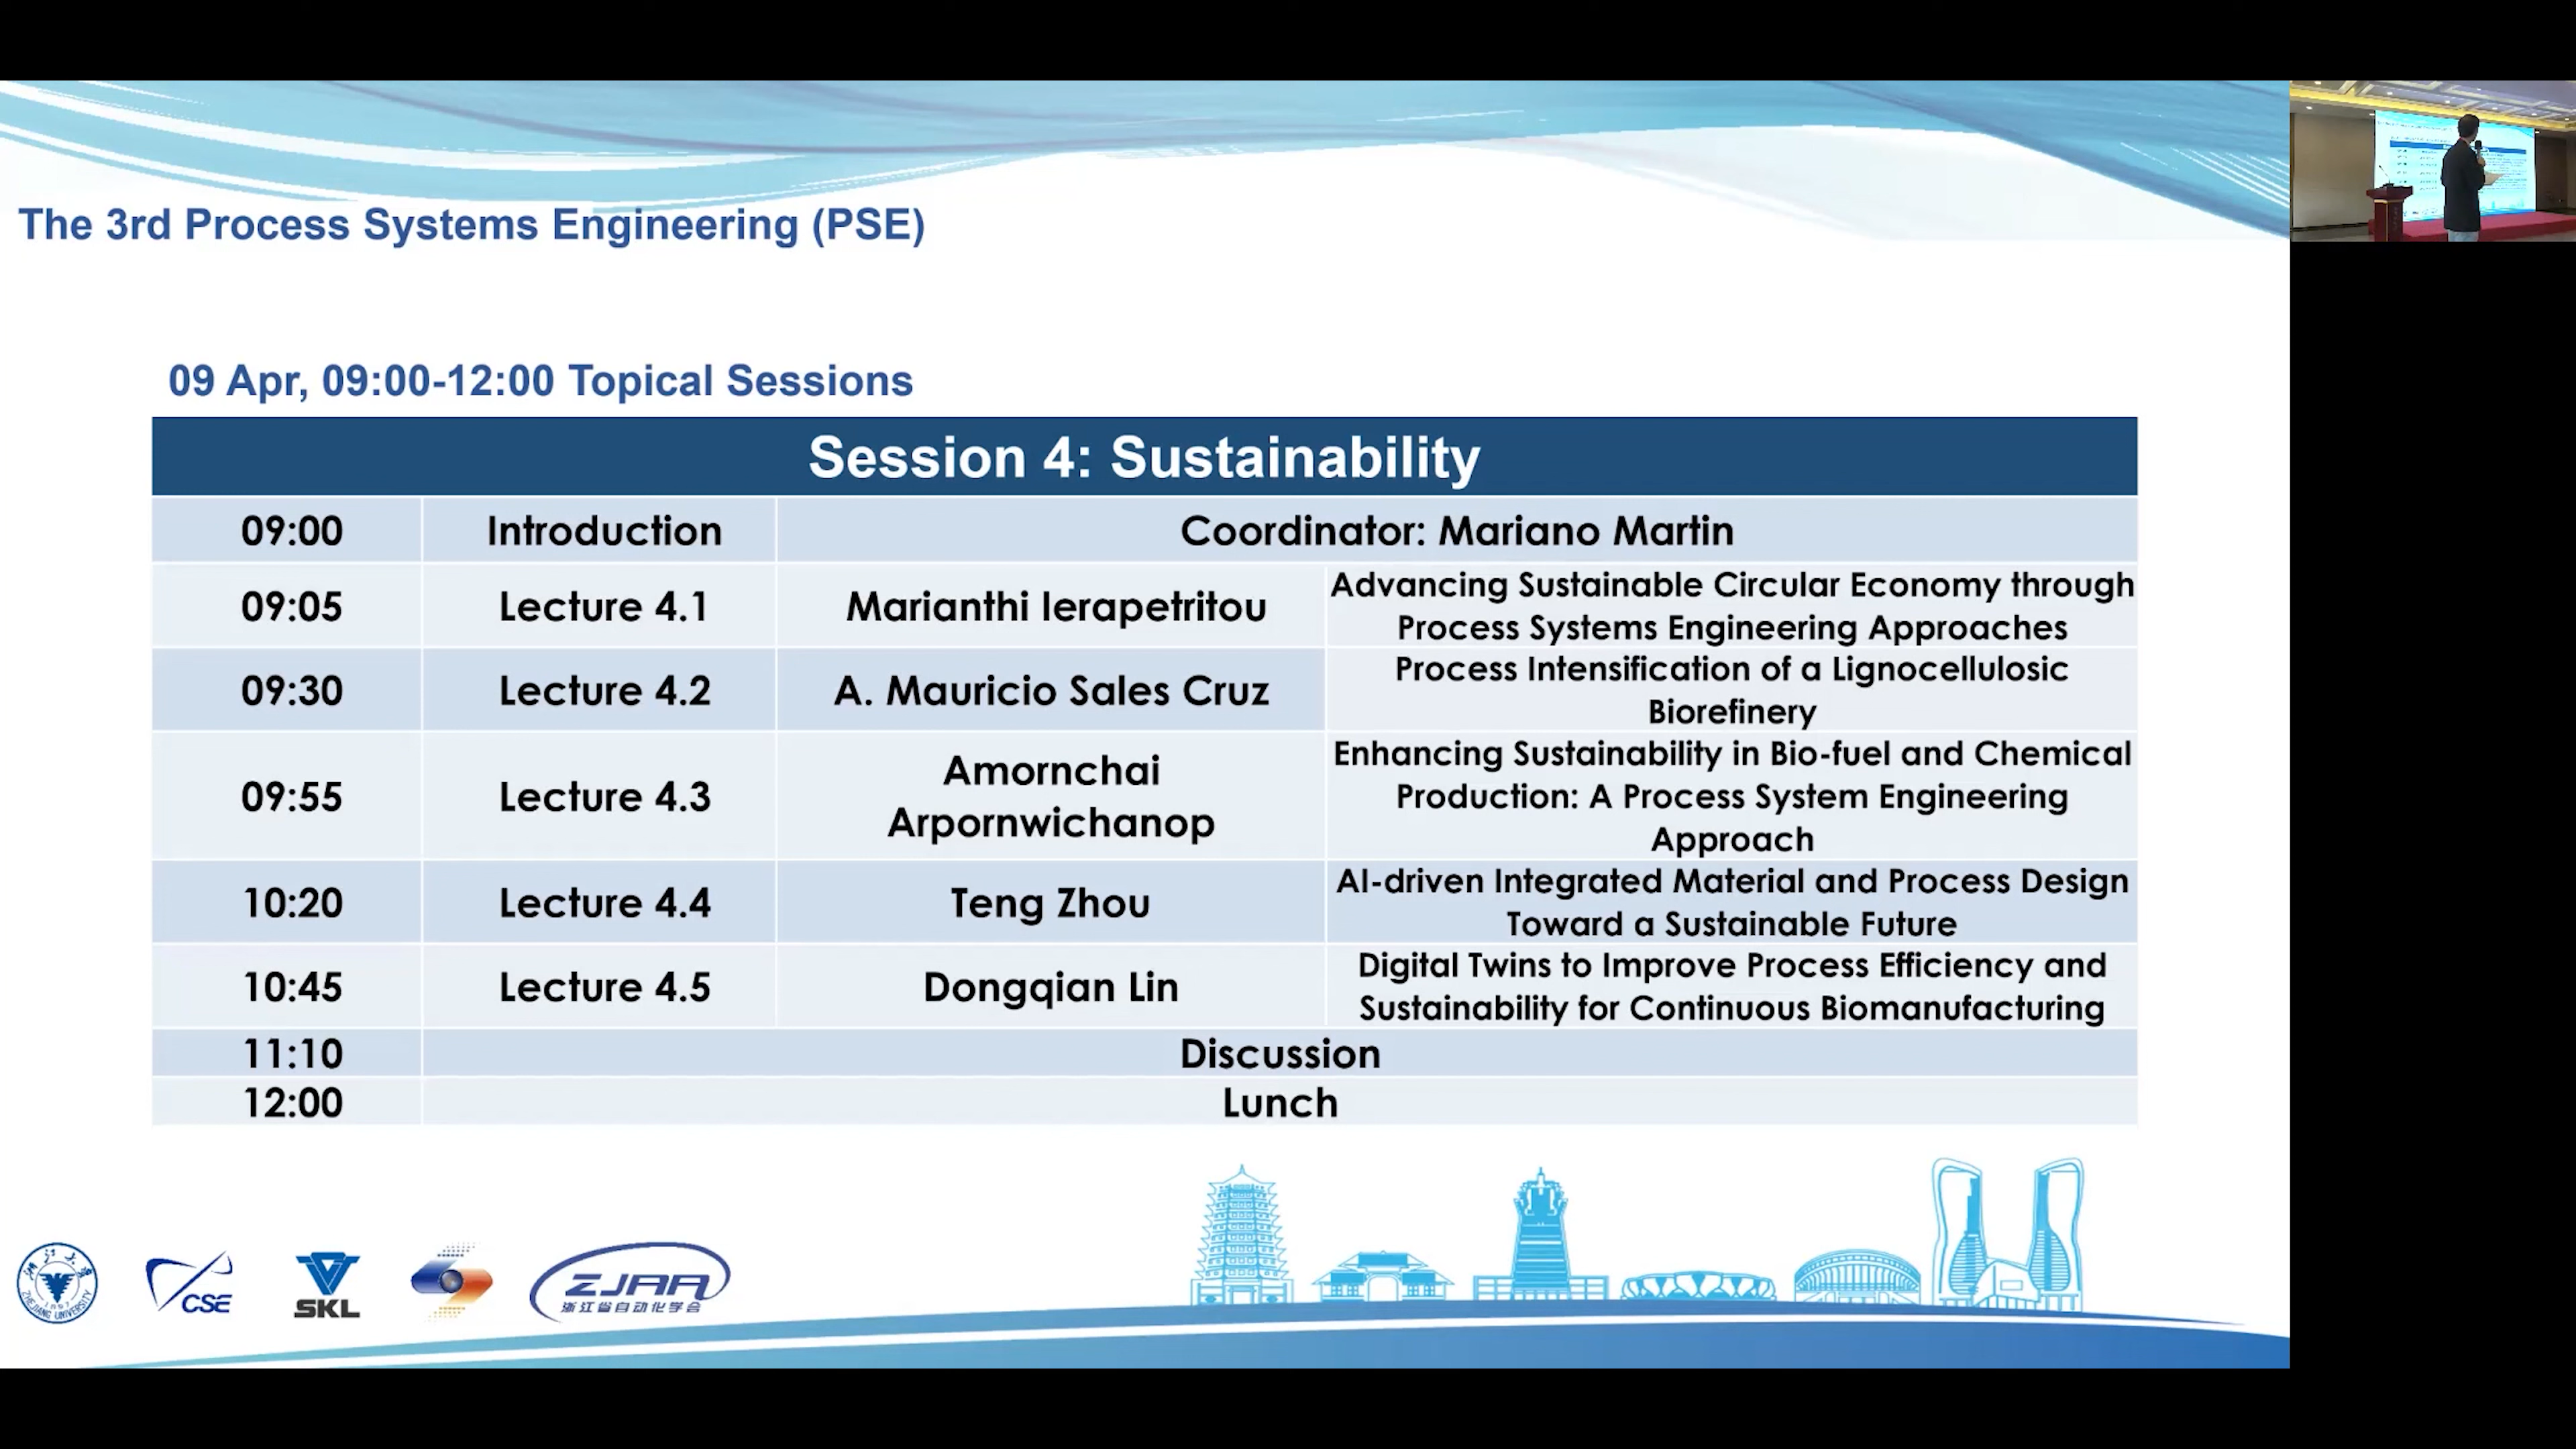 The 3rd Process Systems Engineering (PSE)
09 Apr, 09:00-12:00 Topical Sessions
Session 4: Sustainability
09:00 Introduction Coordinator: Mariano Martin
09:05 Lecture 4.1 Marianthi Ierapetritou Advancing Sustainable Circular Economy through
Process Systems Engineering Approaches
09:30 Lecture 4.2 A. Mauricio Sales Cruz Process Intensification of a Lignocellulosic
Biorefinery
09:55 Lecture 4.3 Amornchai
Arpornwichanop
Enhancing Sustainability in Bio-fuel and Chemical
Production: A Process System Engineering
Approach
10:20 Lecture 4.4 Teng Zhou AI-driven Integrated Material and Process Design
Toward a Sustainable Future
10:45 Lecture 4.5 Dongqian Lin Digital Twins to Improve Process Efficiency and
Sustainability for Continuous Biomanufacturing
11:10 Discussion
12:00 Lunch
ZHEJIANG UNIVERSITY
1897
CSE
SKL
ZJAA
浙江省自动化学会